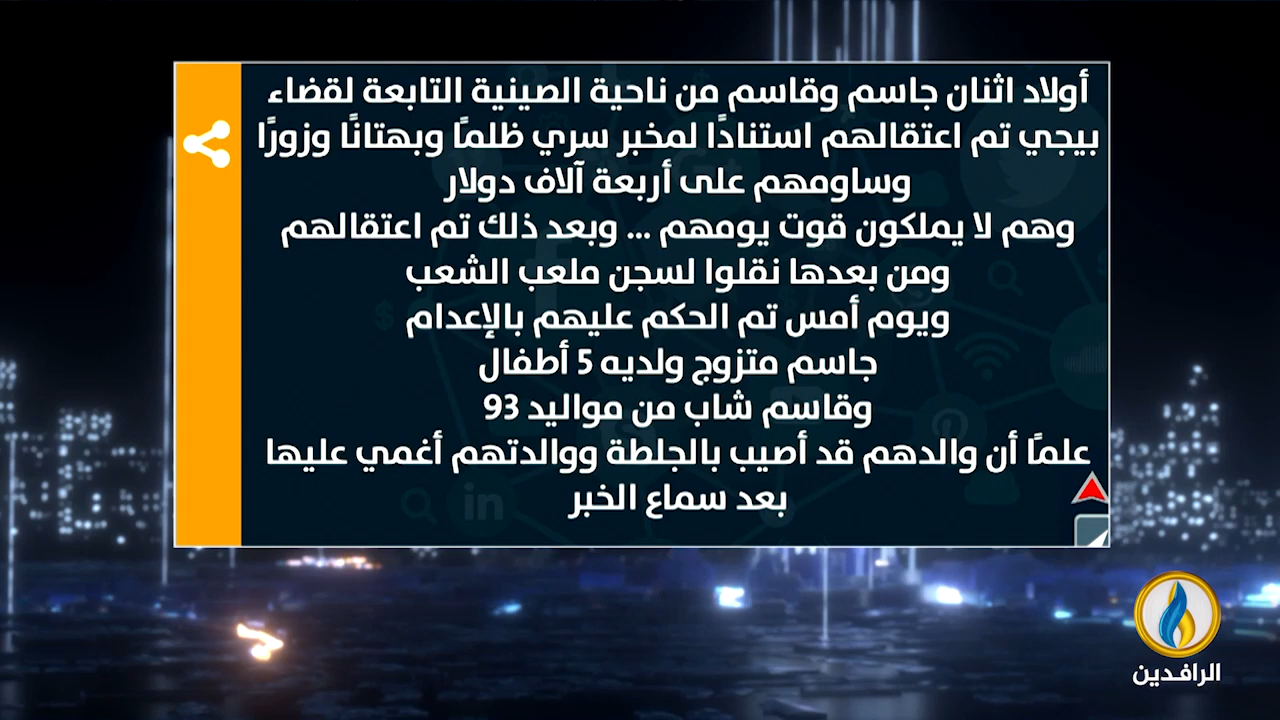 أولاد اثنان جاسم وقاسم من ناحية الصينية التابعة لقضاء
بيجي تم اعتقالهم استنادًا لمخبر سري ظلمًا وبهتانًا وزورًا
وساومهم على أربعة آلاف دولار
وهم لا يملكون قوت يومهم ... وبعد ذلك تم اعتقالهم
ومن بعدها نقلوا لسجن ملعب الشعب
ويوم أمس تم الحكم عليهم بالإعدام
جاسم متزوج ولديه 5 أطفال
وقاسم شاب من مواليد 93
علمًا أن والدهم قد أصيب بالجلطة ووالدتهم أغمي عليها
بعد سماع الخبر
in
الرافدين